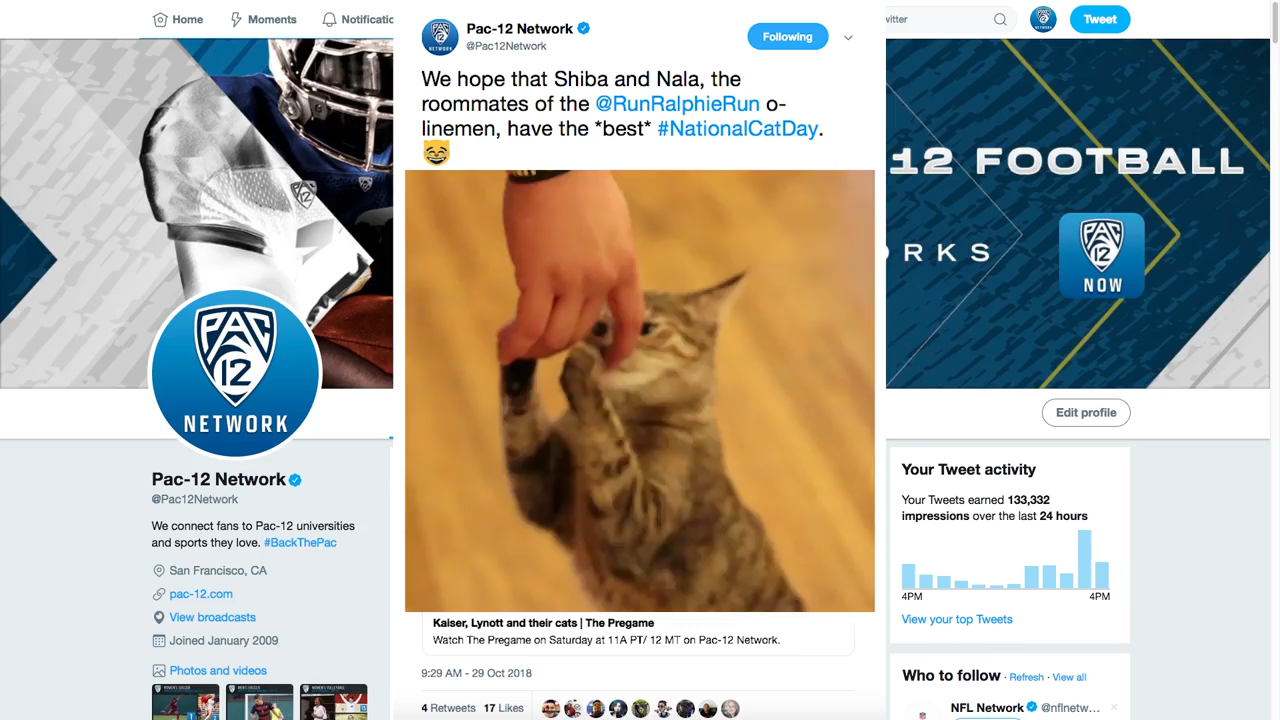 Home
Moments
Notificatic
witter
Tweet
Pac-12 Network
@Pac12Network
Following
We hope that Shiba and Nala, the
roommates of the @RunRalphieRun o-
linemen, have the *best* #NationalCatDay.
12 FOOTBALL
ORKS
PAC
12
NOW
PAC
12
NETWORK
Edit profile
Pac-12 Network
@Pac12Network
We connect fans to Pac-12 universities
and sports they love. #BackThePac
San Francisco, CA
pac-12.com
View broadcasts
Joined January 2009
Photos and videos
Kaiser, Lynott and their cats | The Pregame
Watch The Pregame on Saturday at 11A PT/ 12 MT on Pac-12 Network.
9:29 AM - 29 Oct 2018
4 Retweets 17 Likes
Your Tweet activity
Your Tweets earned 133,332
impressions over the last 24 hours
4PM 4PM
View your top Tweets
Who to follow · Refresh · View all
NFL Network @nflnetw...